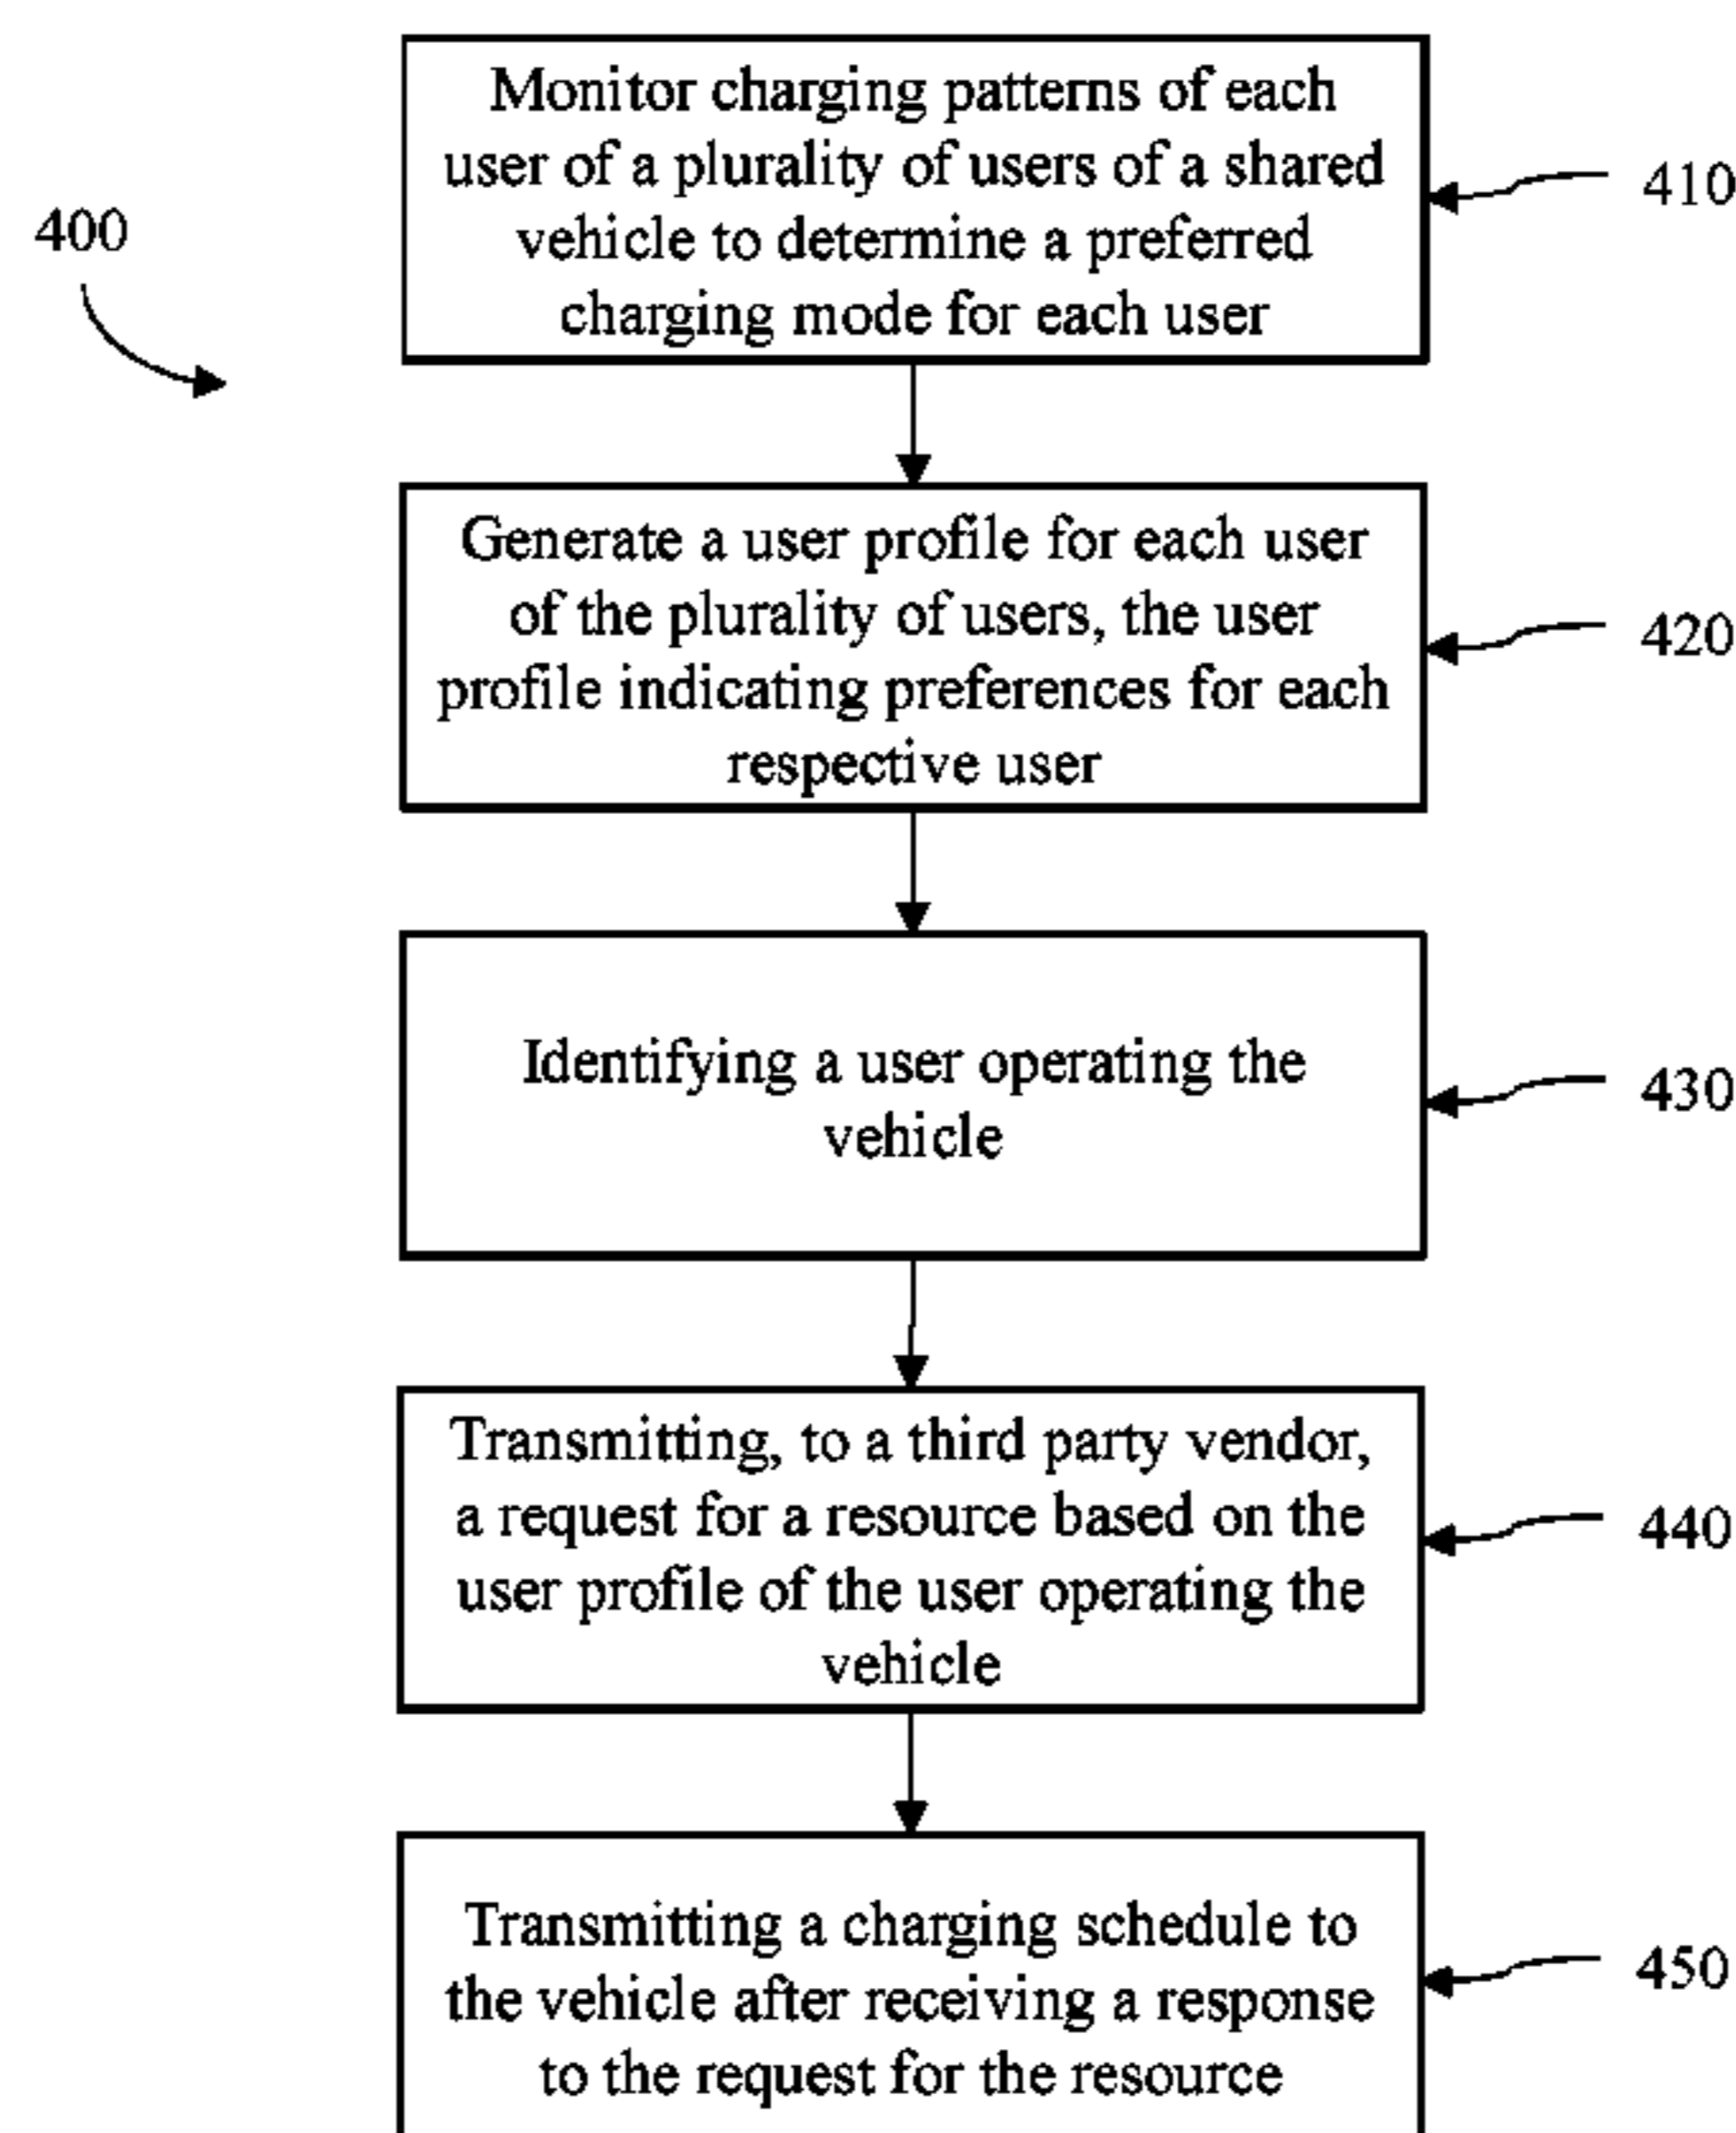 Monitor charging patterns of each
user of a plurality of users of a shared
vehicle to determine a preferred
charging mode for each user
410
400
Generate a user profile for each user
of the plurality of users, the user
profile indicating preferences for each
respective user
420
Identifying a user operating the
vehicle
430
Transmitting, to a third party vendor,
a request for a resource based on the
user profile of the user operating the
vehicle
440
Transmitting a charging schedule to
the vehicle after receiving a response
to the request for the resource
450